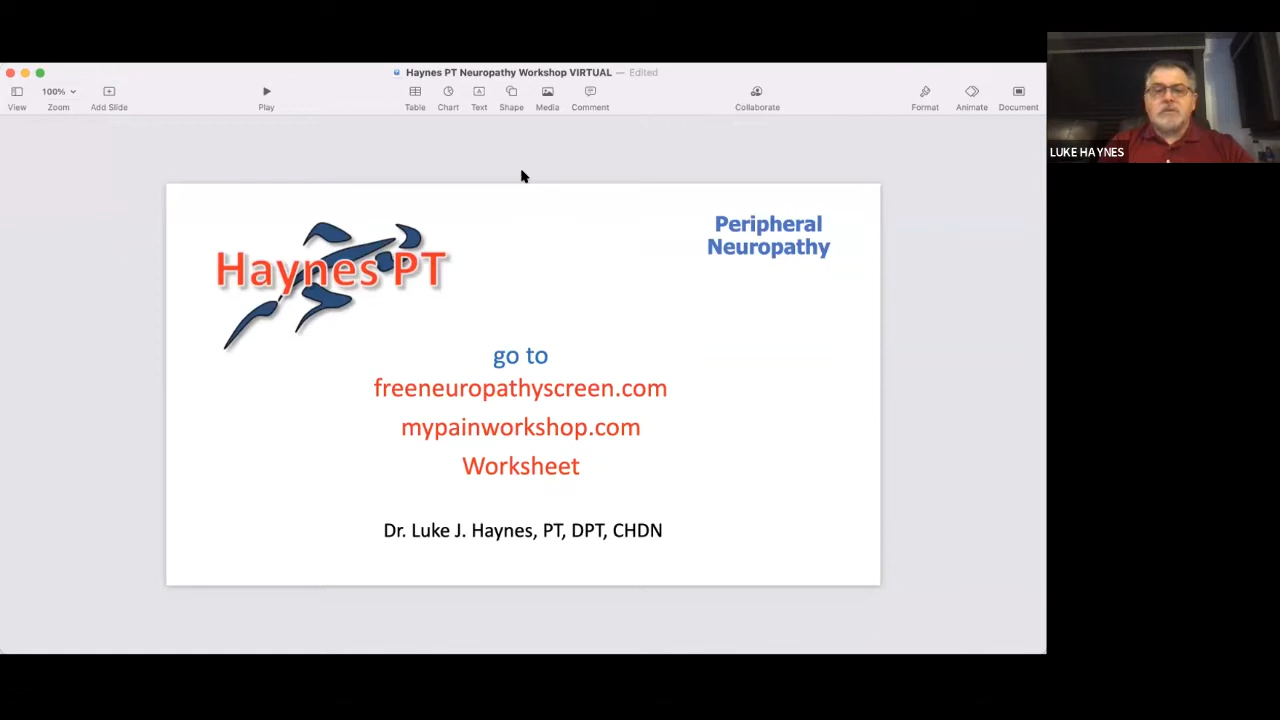 Haynes PT Neuropathy Workshop VIRTUAL — Edited
100%
View
Zoom
Add Slide
Play
Table
Chart
Text
Shape
Media
Comment
Collaborate
Format
Animate
Document
LUKE HAYNES
Haynes PT
Peripheral
Neuropathy
go to
freeneuropathyscreen.com
mypainworkshop.com
Worksheet
Dr. Luke J. Haynes, PT, DPT, CHDN